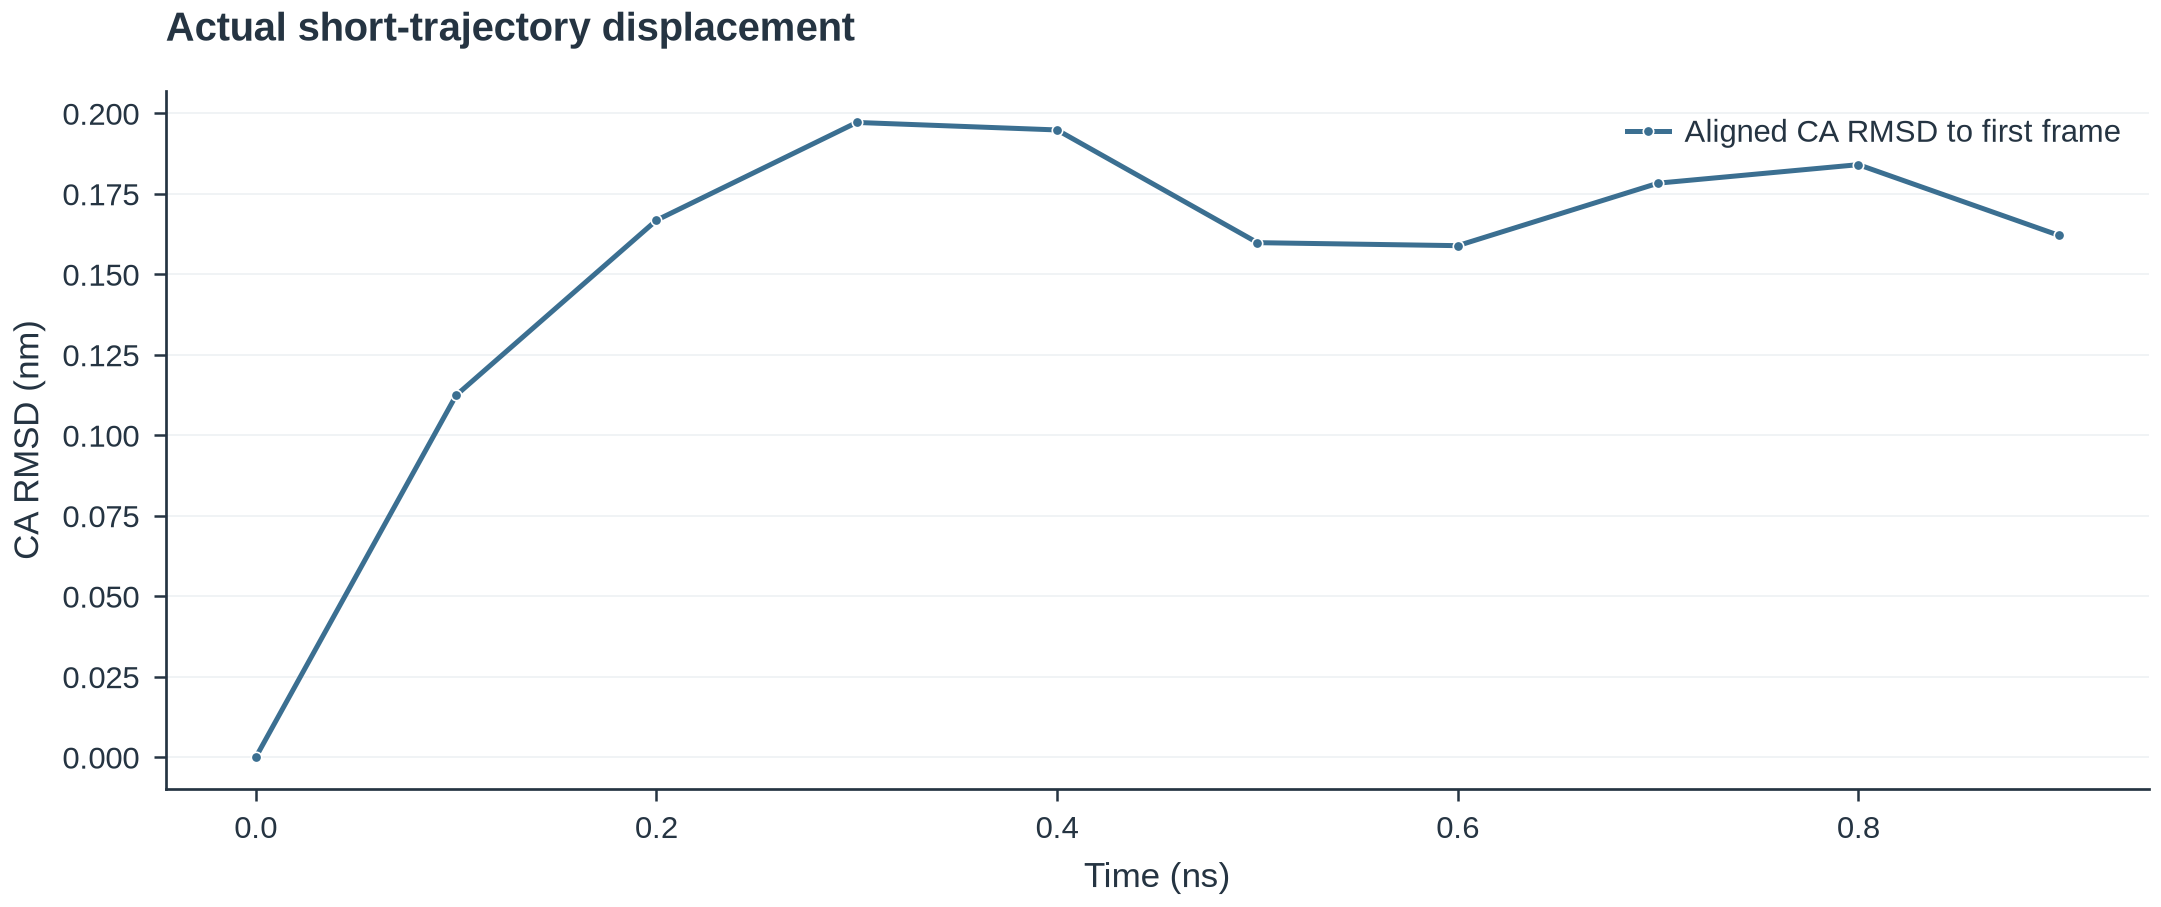 Actual short-trajectory displacement
Aligned CA RMSD to first frame
CA RMSD (nm)
0.200
0.175
0.150
0.125
0.100
0.075
0.050
0.025
0.000
0.0 0.2 0.4 0.6 0.8
Time (ns)